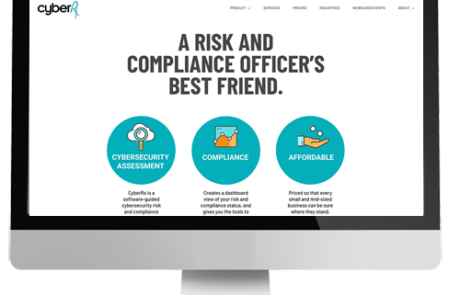 cyberRx
PRODUCT SERVICES PRICING INDUSTRIES NEWS AND EVENTS ABOUT
A RISK AND
COMPLIANCE OFFICER'S
BEST FRIEND.
CYBERSECURITY
ASSESSMENT
CyberRx is a
software-guided
cybersecurity risk
and compliance
COMPLIANCE
Creates a dashboard
view of your risk and
compliance status, and
gives you the tools to
AFFORDABLE
Priced so that every
small and mid-sized
business can be sure
where they stand.